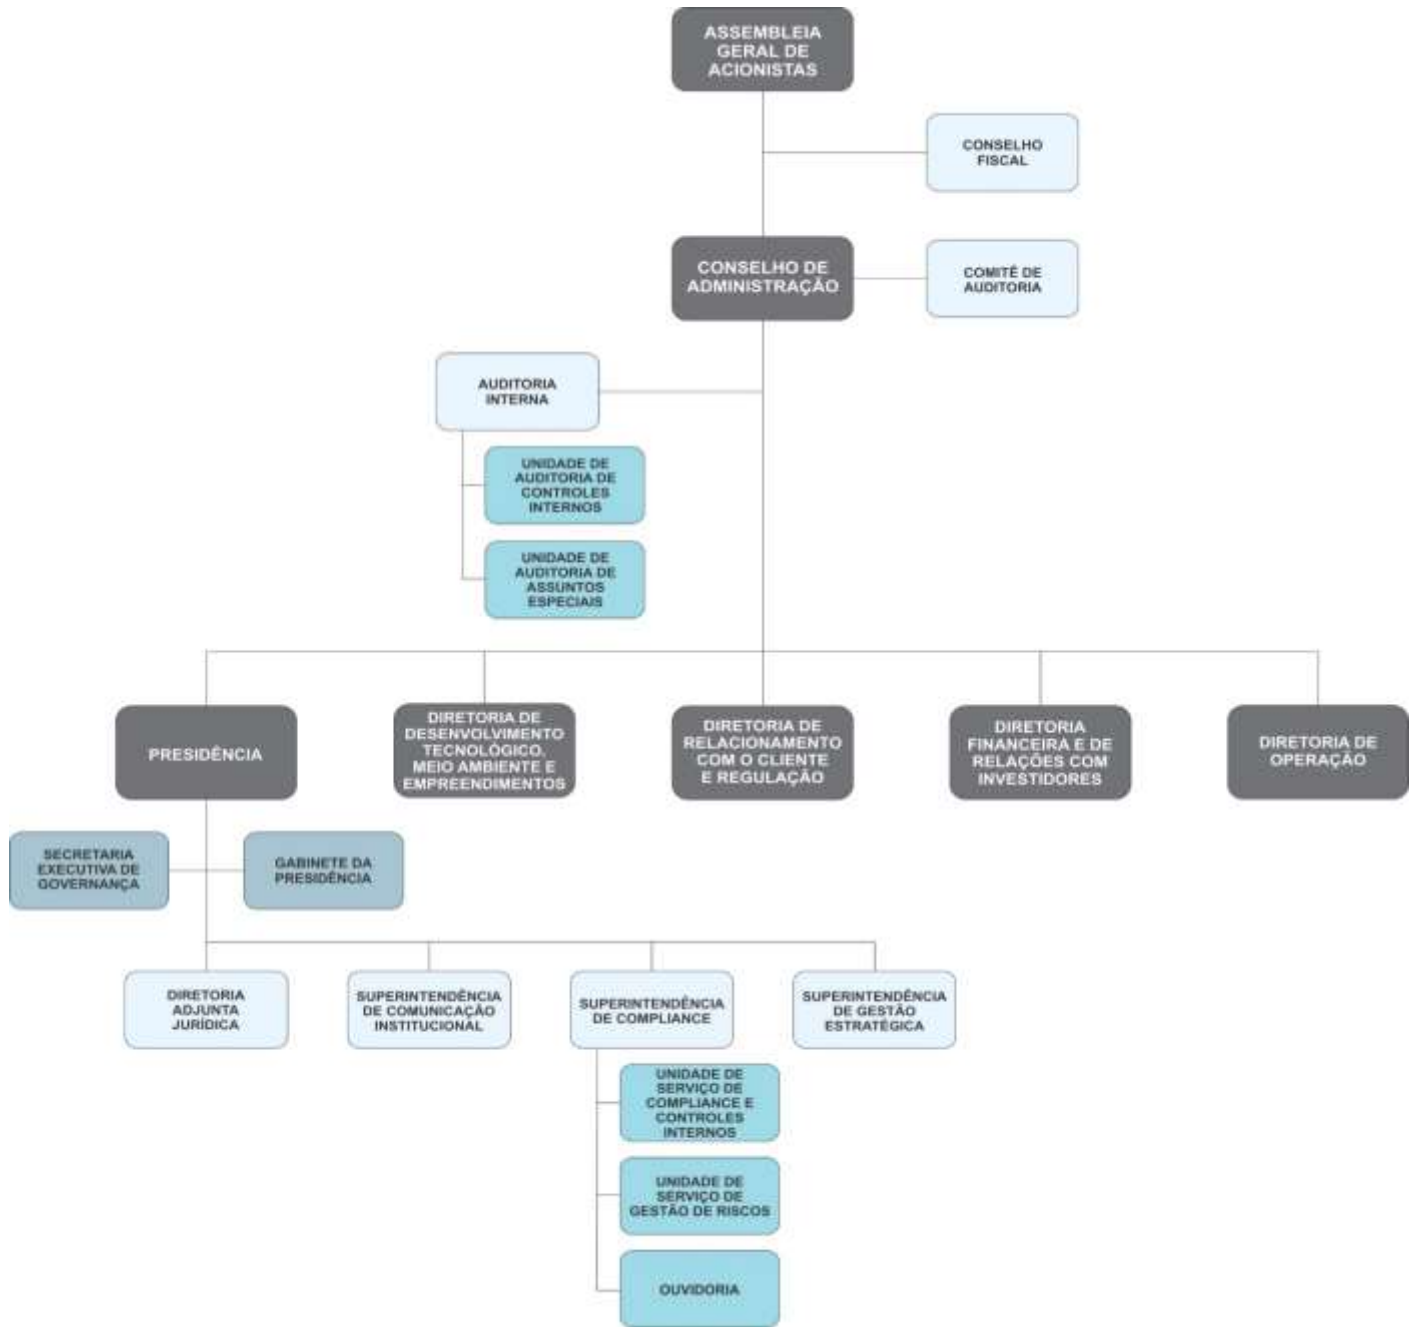 ASSEMBLEIA
GERAL DE
ACIONISTAS
CONSELHO
FISCAL
CONSELHO DE
ADMINISTRAÇÃO
COMITÊ DE
AUDITORIA
AUDITORIA
INTERNA
UNIDADE DE
AUDITORIA DE
CONTROLES
INTERNOS
UNIDADE DE
AUDITORIA DE
ASSUNTOS
ESPECIAIS
PRESIDÊNCIA
DIRETORIA DE
DESENVOLVIMENTO
TECNOLÓGICO,
MEIO AMBIENTE E
EMPREENDIMENTOS
DIRETORIA DE
RELACIONAMENTO
COM O CLIENTE
E REGULAÇÃO
DIRETORIA
FINANCEIRA E DE
RELAÇÕES COM
INVESTIDORES
DIRETORIA DE
OPERAÇÃO
SECRETARIA
EXECUTIVA DE
GOVERNANÇA
GABINETE DA
PRESIDÊNCIA
DIRETORIA
ADJUNTA
JURÍDICA
SUPERINTENDÊNCIA
DE COMUNICAÇÃO
INSTITUCIONAL
SUPERINTENDÊNCIA
DE COMPLIANCE
SUPERINTENDÊNCIA
DE GESTÃO
ESTRATÉGICA
UNIDADE DE
SERVIÇO DE
COMPLIANCE E
CONTROLES
INTERNOS
UNIDADE DE
SERVIÇO DE
GESTÃO DE RISCOS
OUVIDORIA